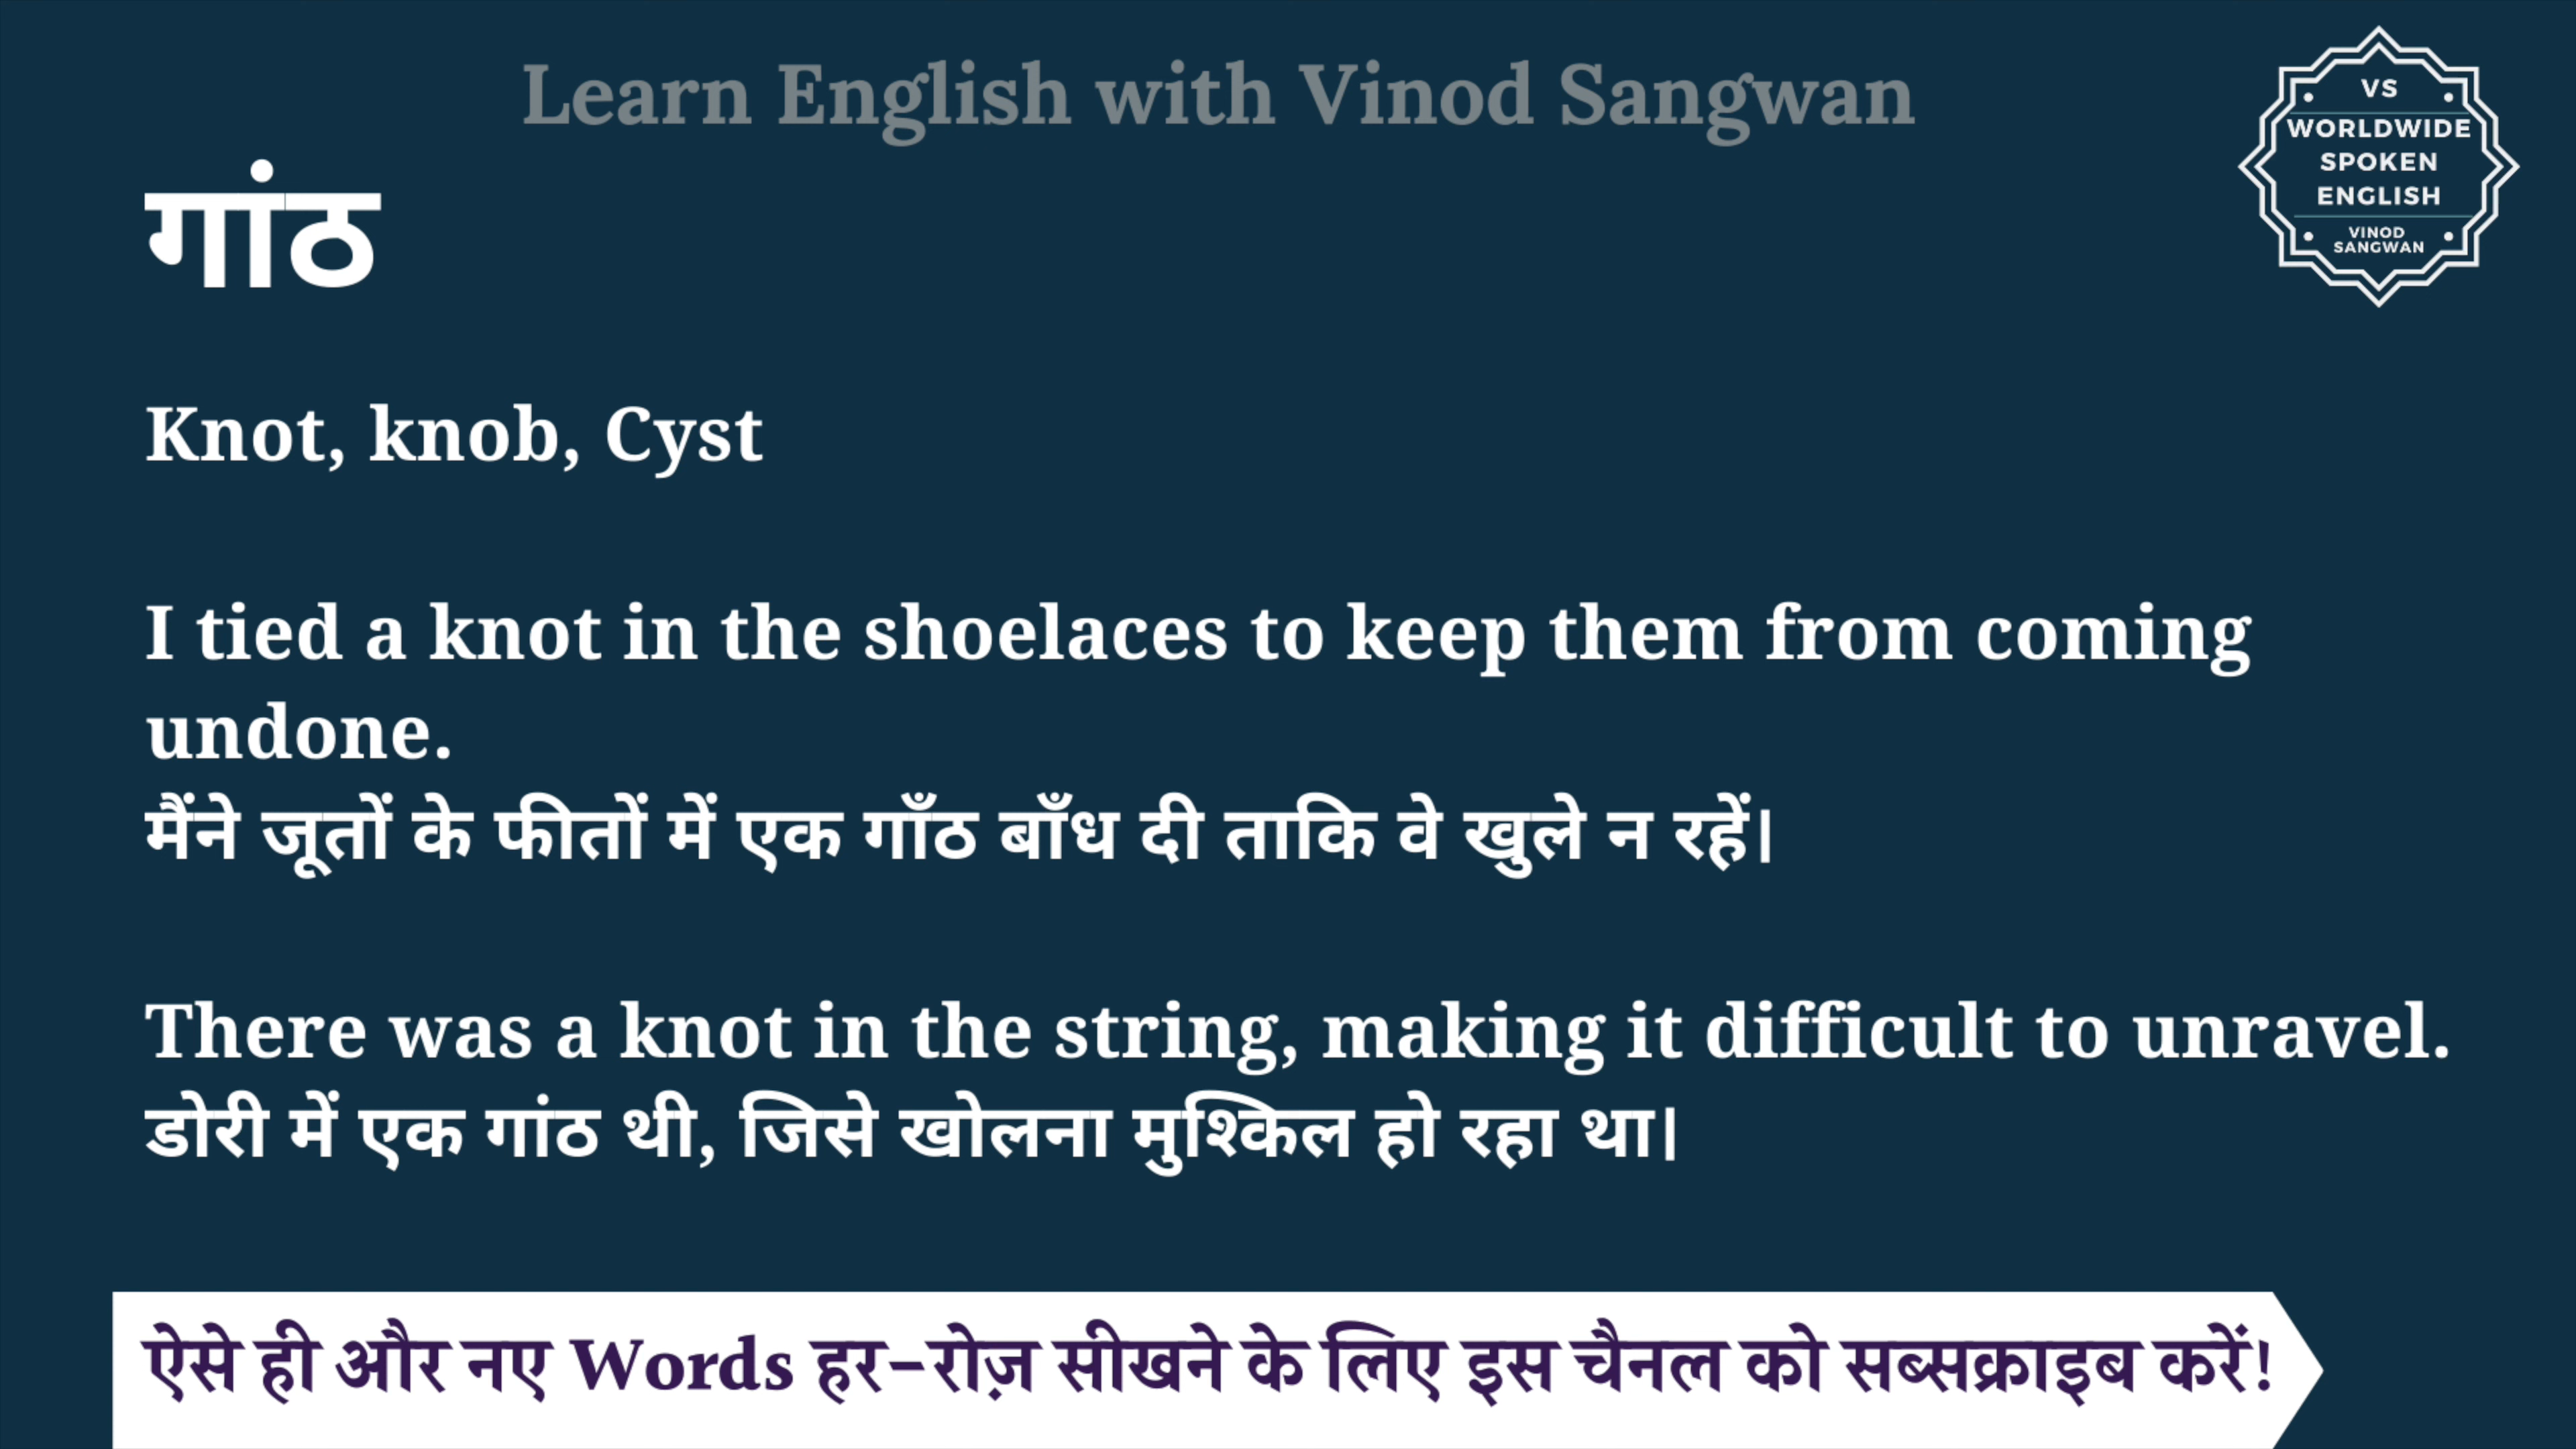 Learn English with Vinod Sangwan
VS
WORLDWIDE
SPOKEN
ENGLISH
VINOD
SANGWAN
गांठ
Knot, knob, Cyst
I tied a knot in the shoelaces to keep them from coming
undone.
मैंने जूतों के फीतों में एक गाँठ बाँध दी ताकि वे खुले न रहें।
There was a knot in the string, making it difficult to unravel.
डोरी में एक गांठ थी, जिसे खोलना मुश्किल हो रहा था।
ऐसे ही और नए Words हर-रोज़ सीखने के लिए इस चैनल को सब्सक्राइब करें!